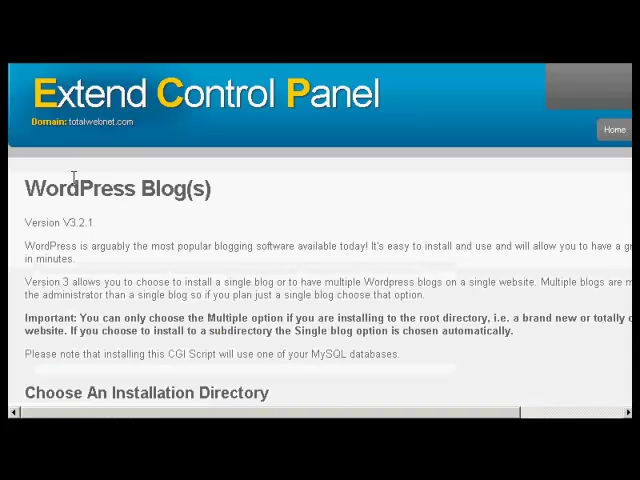 Extend Control Panel
Domain: totalwebnet.com
Home
WordPress Blog(s)
Version V3.2.1
WordPress is arguably the most popular blogging software available today! It's easy to install and use and will allow you to have a
in minutes.
Version 3 allows you to choose to install a single blog or to have multiple Wordpress blogs on a single website. Multiple blogs are
the administrator than a single blog so if you plan just a single blog choose that option.
Important: You can only choose the Multiple option if you are installing to the root directory, i.e. a brand new or totally
website. If you choose to install to a subdirectory the Single blog option is chosen automatically.
Please note that installing this CGI Script will use one of your MySQL databases.
Choose An Installation Directory